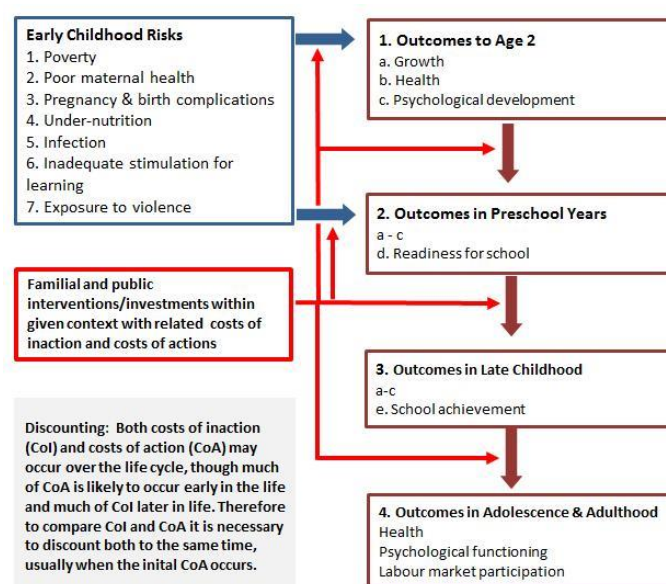 Early Childhood Risks
1. Poverty
2. Poor maternal health
3. Pregnancy & birth complications
4. Under-nutrition
5. Infection
6. Inadequate stimulation for
learning
7. Exposure to violence
1. Outcomes to Age 2
a. Growth
b. Health
c. Psychological development
2. Outcomes in Preschool Years
a - c
d. Readiness for school
Familial and public
interventions/investments within
given context with related costs of
inaction and costs of actions
3. Outcomes in Late Childhood
a-c
e. School achievement
Discounting: Both costs of inaction
(CoI) and costs of action (CoA) may
occur over the life cycle, though much
of CoA is likely to occur early in the life
and much of CoI later in life. Therefore
to compare CoI and CoA it is necessary
to discount both to the same time,
usually when the inital CoA occurs.
4. Outcomes in Adolescence & Adulthood
Health
Psychological functioning
Labour market participation